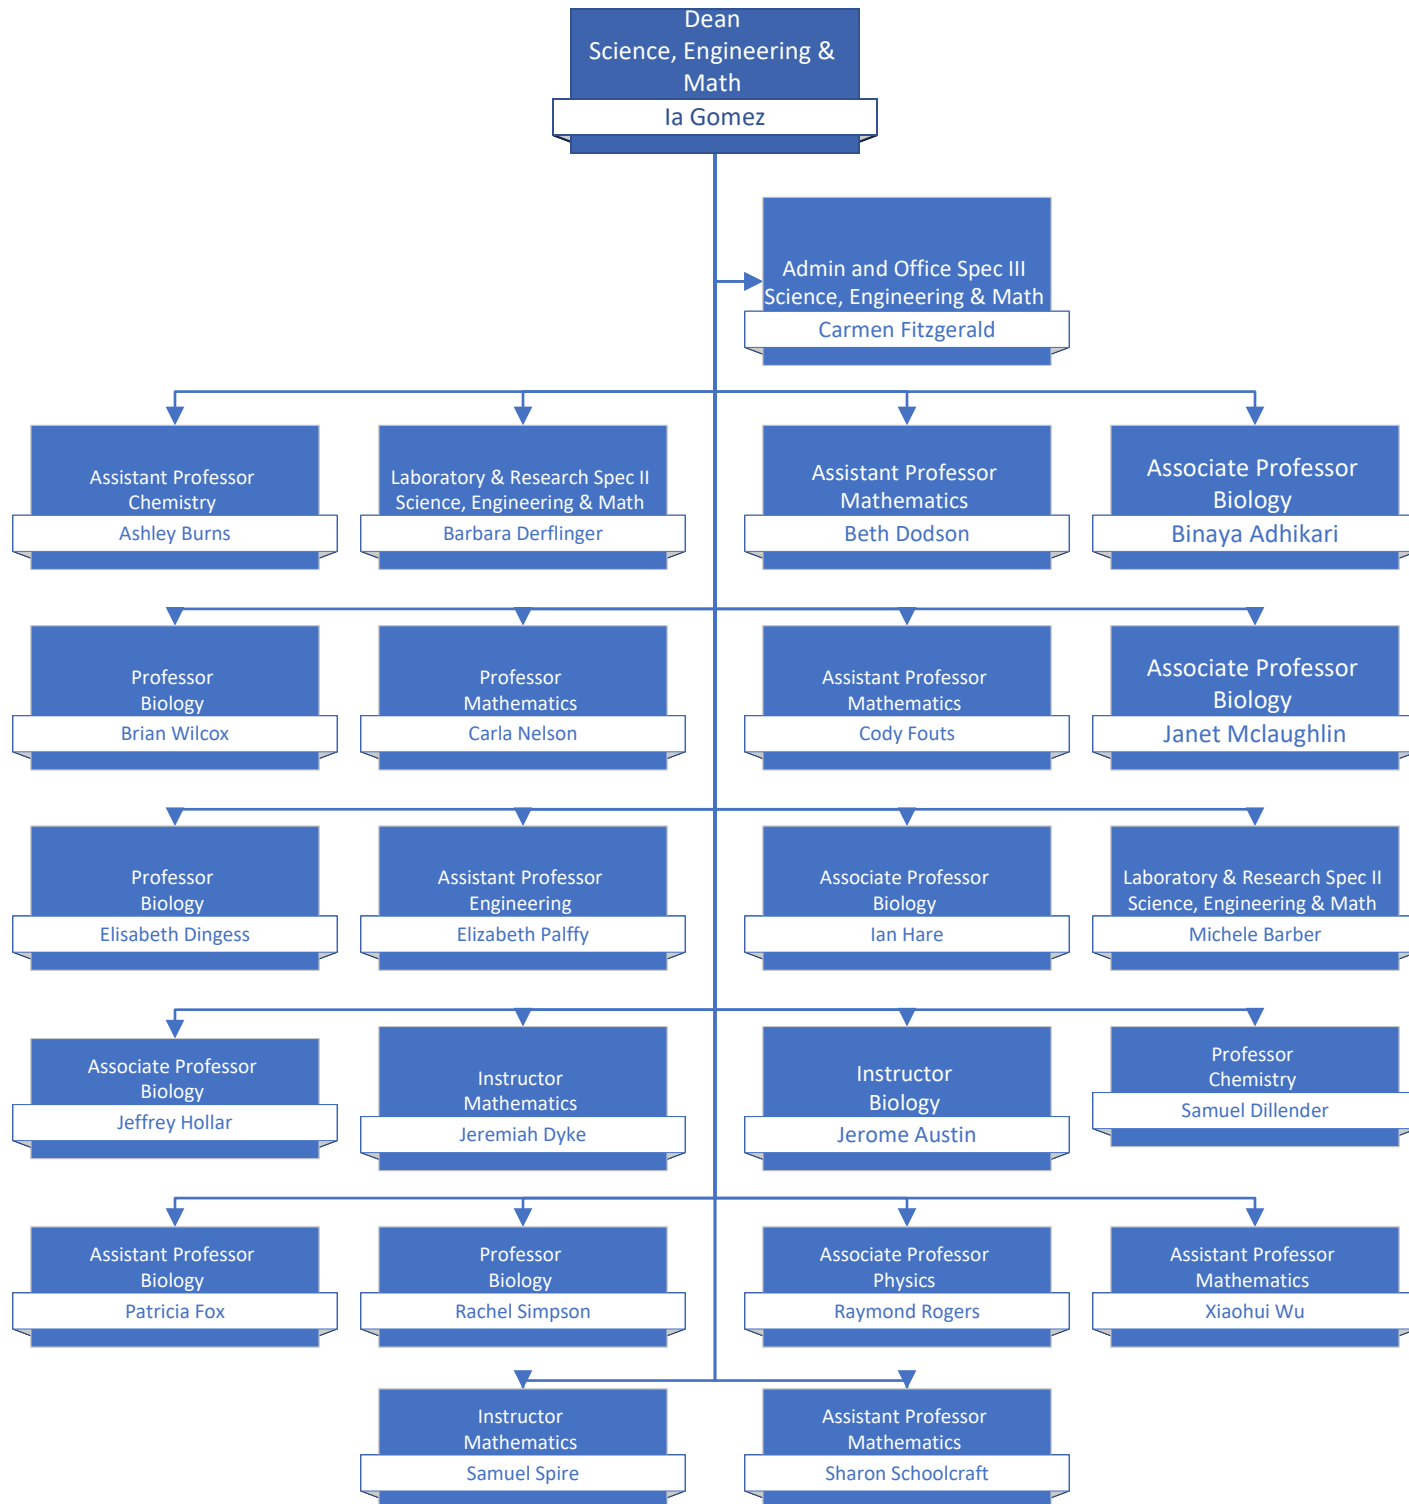 Dean
Science, Engineering &
Math
Ia Gomez
Admin and Office Spec III
Science, Engineering & Math
Carmen Fitzgerald
Assistant Professor
Chemistry
Ashley Burns
Laboratory & Research Spec II
Science, Engineering & Math
Barbara Derflinger
Assistant Professor
Mathematics
Beth Dodson
Associate Professor
Biology
Binaya Adhikari
Professor
Biology
Brian Wilcox
Professor
Mathematics
Carla Nelson
Assistant Professor
Mathematics
Cody Fouts
Associate Professor
Biology
Janet Mclaughlin
Professor
Biology
Elisabeth Dingess
Assistant Professor
Engineering
Elizabeth Palffy
Associate Professor
Biology
Ian Hare
Laboratory & Research Spec II
Science, Engineering & Math
Michele Barber
Associate Professor
Biology
Jeffrey Hollar
Instructor
Mathematics
Jeremiah Dyke
Instructor
Biology
Jerome Austin
Professor
Chemistry
Samuel Dillender
Assistant Professor
Biology
Patricia Fox
Professor
Biology
Rachel Simpson
Associate Professor
Physics
Raymond Rogers
Assistant Professor
Mathematics
Xiaohui Wu
Instructor
Mathematics
Samuel Spire
Assistant Professor
Mathematics
Sharon Schoolcraft